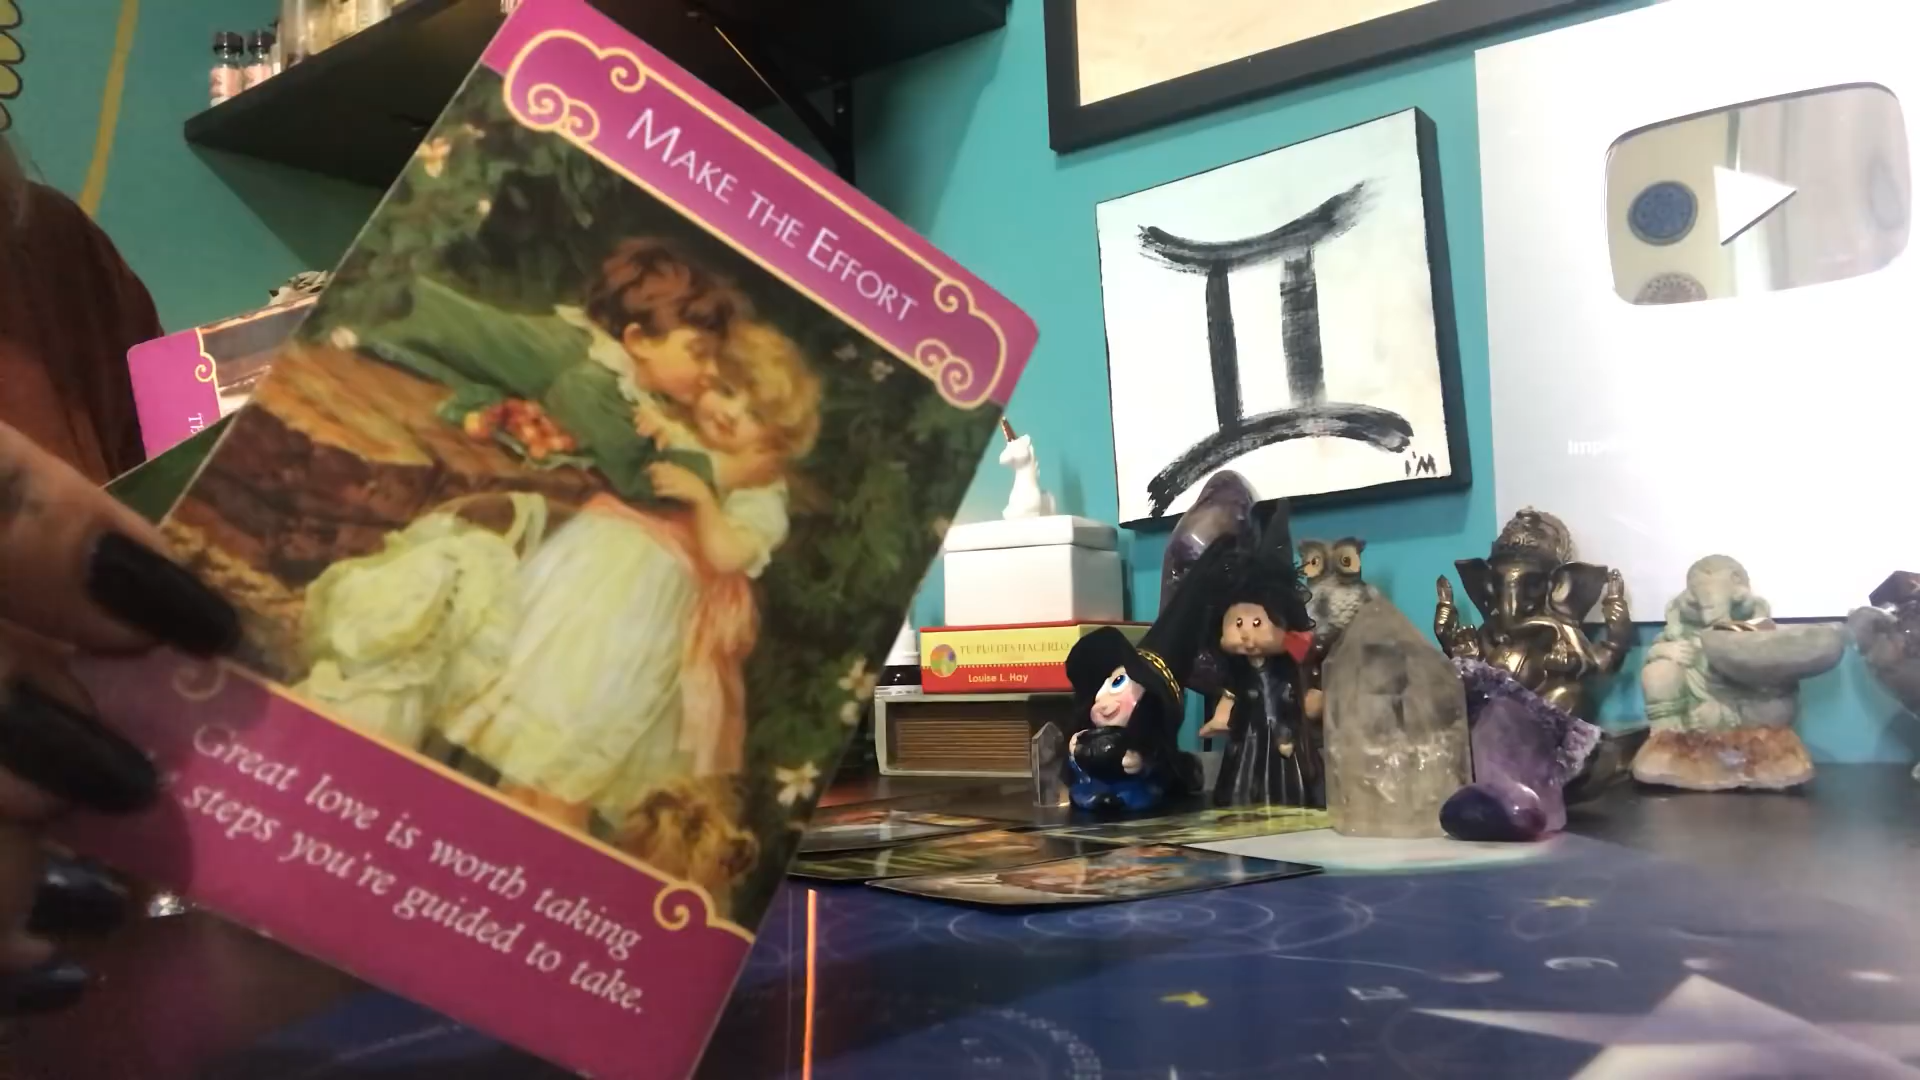 MAKE THE EFFORT
Great love is worth taking
steps you're guided to take.
TU PUEDES HACERLO
Louise L. Hay
I'M